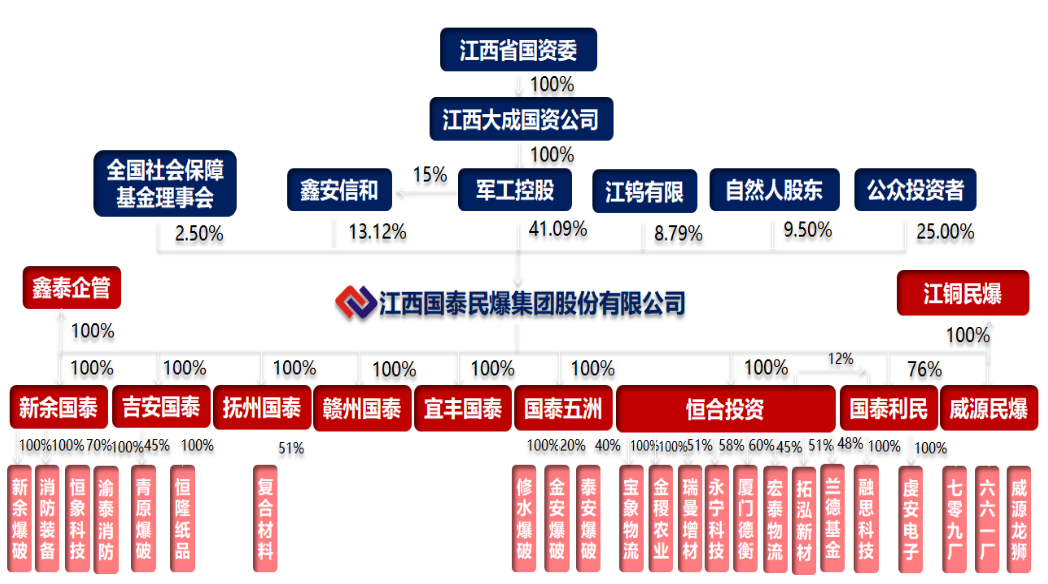 江西省国资委
100%
江西大成国资公司
100%
全国社会保障
基金理事会
鑫安信和
15%
军工控股
江钨有限
自然人股东
公众投资者
2.50%
13.12%
41.09%
8.79%
9.50%
25.00%
鑫泰企管
江西国泰民爆集团股份有限公司
江铜民爆
100%
100%
100%
100%
100%
100%
100%
100%
100%
12%
76%
新余国泰
吉安国泰
抚州国泰
赣州国泰
宜丰国泰
国泰五洲
恒合投资
国泰利民
威源民爆
100%
100%
70%
100%
45%
100%
51%
100%
20%
40%
100%
100%
51%
58%
60%
45%
51%
48%
100%
100%
新余爆破
消防装备
恒象科技
渝泰消防
青原爆破
恒隆纸品
复合材料
修水爆破
金安爆破
泰安爆破
宝象物流
金稷农业
瑞曼增材
永宁科技
厦门德衡
宏泰物流
拓泓新材
兰德基金
融思科技
虔安电子
七零九厂
六六一厂
威源龙狮